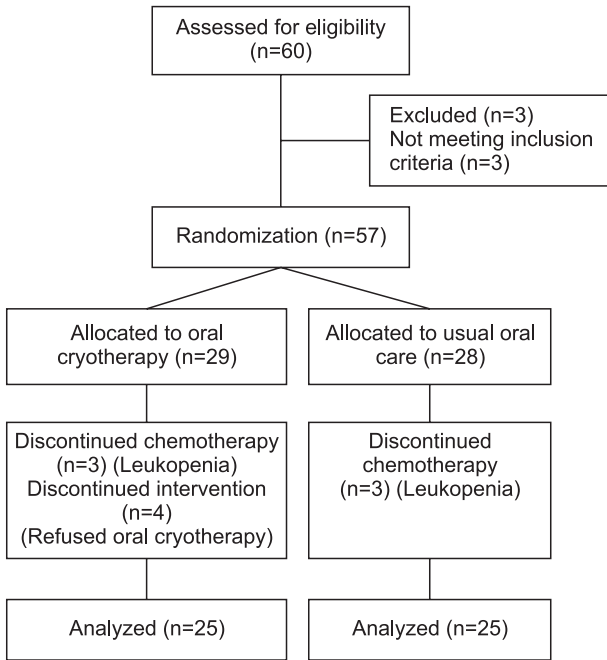 Assessed for eligibility
(n=60)
Excluded (n=3)
Not meeting inclusion
criteria (n=3)
Randomization (n=57)
Allocated to oral
cryotherapy (n=29)
Allocated to usual oral
care (n=28)
Discontinued chemotherapy
(n=3) (Leukopenia)
Discontinued intervention
(n=4)
(Refused oral cryotherapy)
Discontinued
chemotherapy
(n=3) (Leukopenia)
Analyzed (n=25)
Analyzed (n=25)